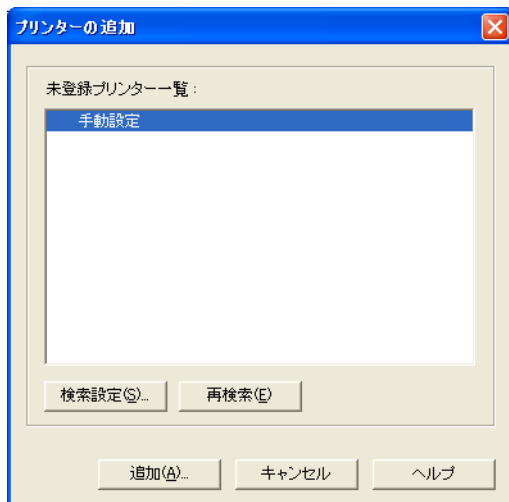 プリンターの追加
未登録プリンター一覧：
手動設定
検索設定(S)... 再検索(E)
追加(A)... キャンセル ヘルプ